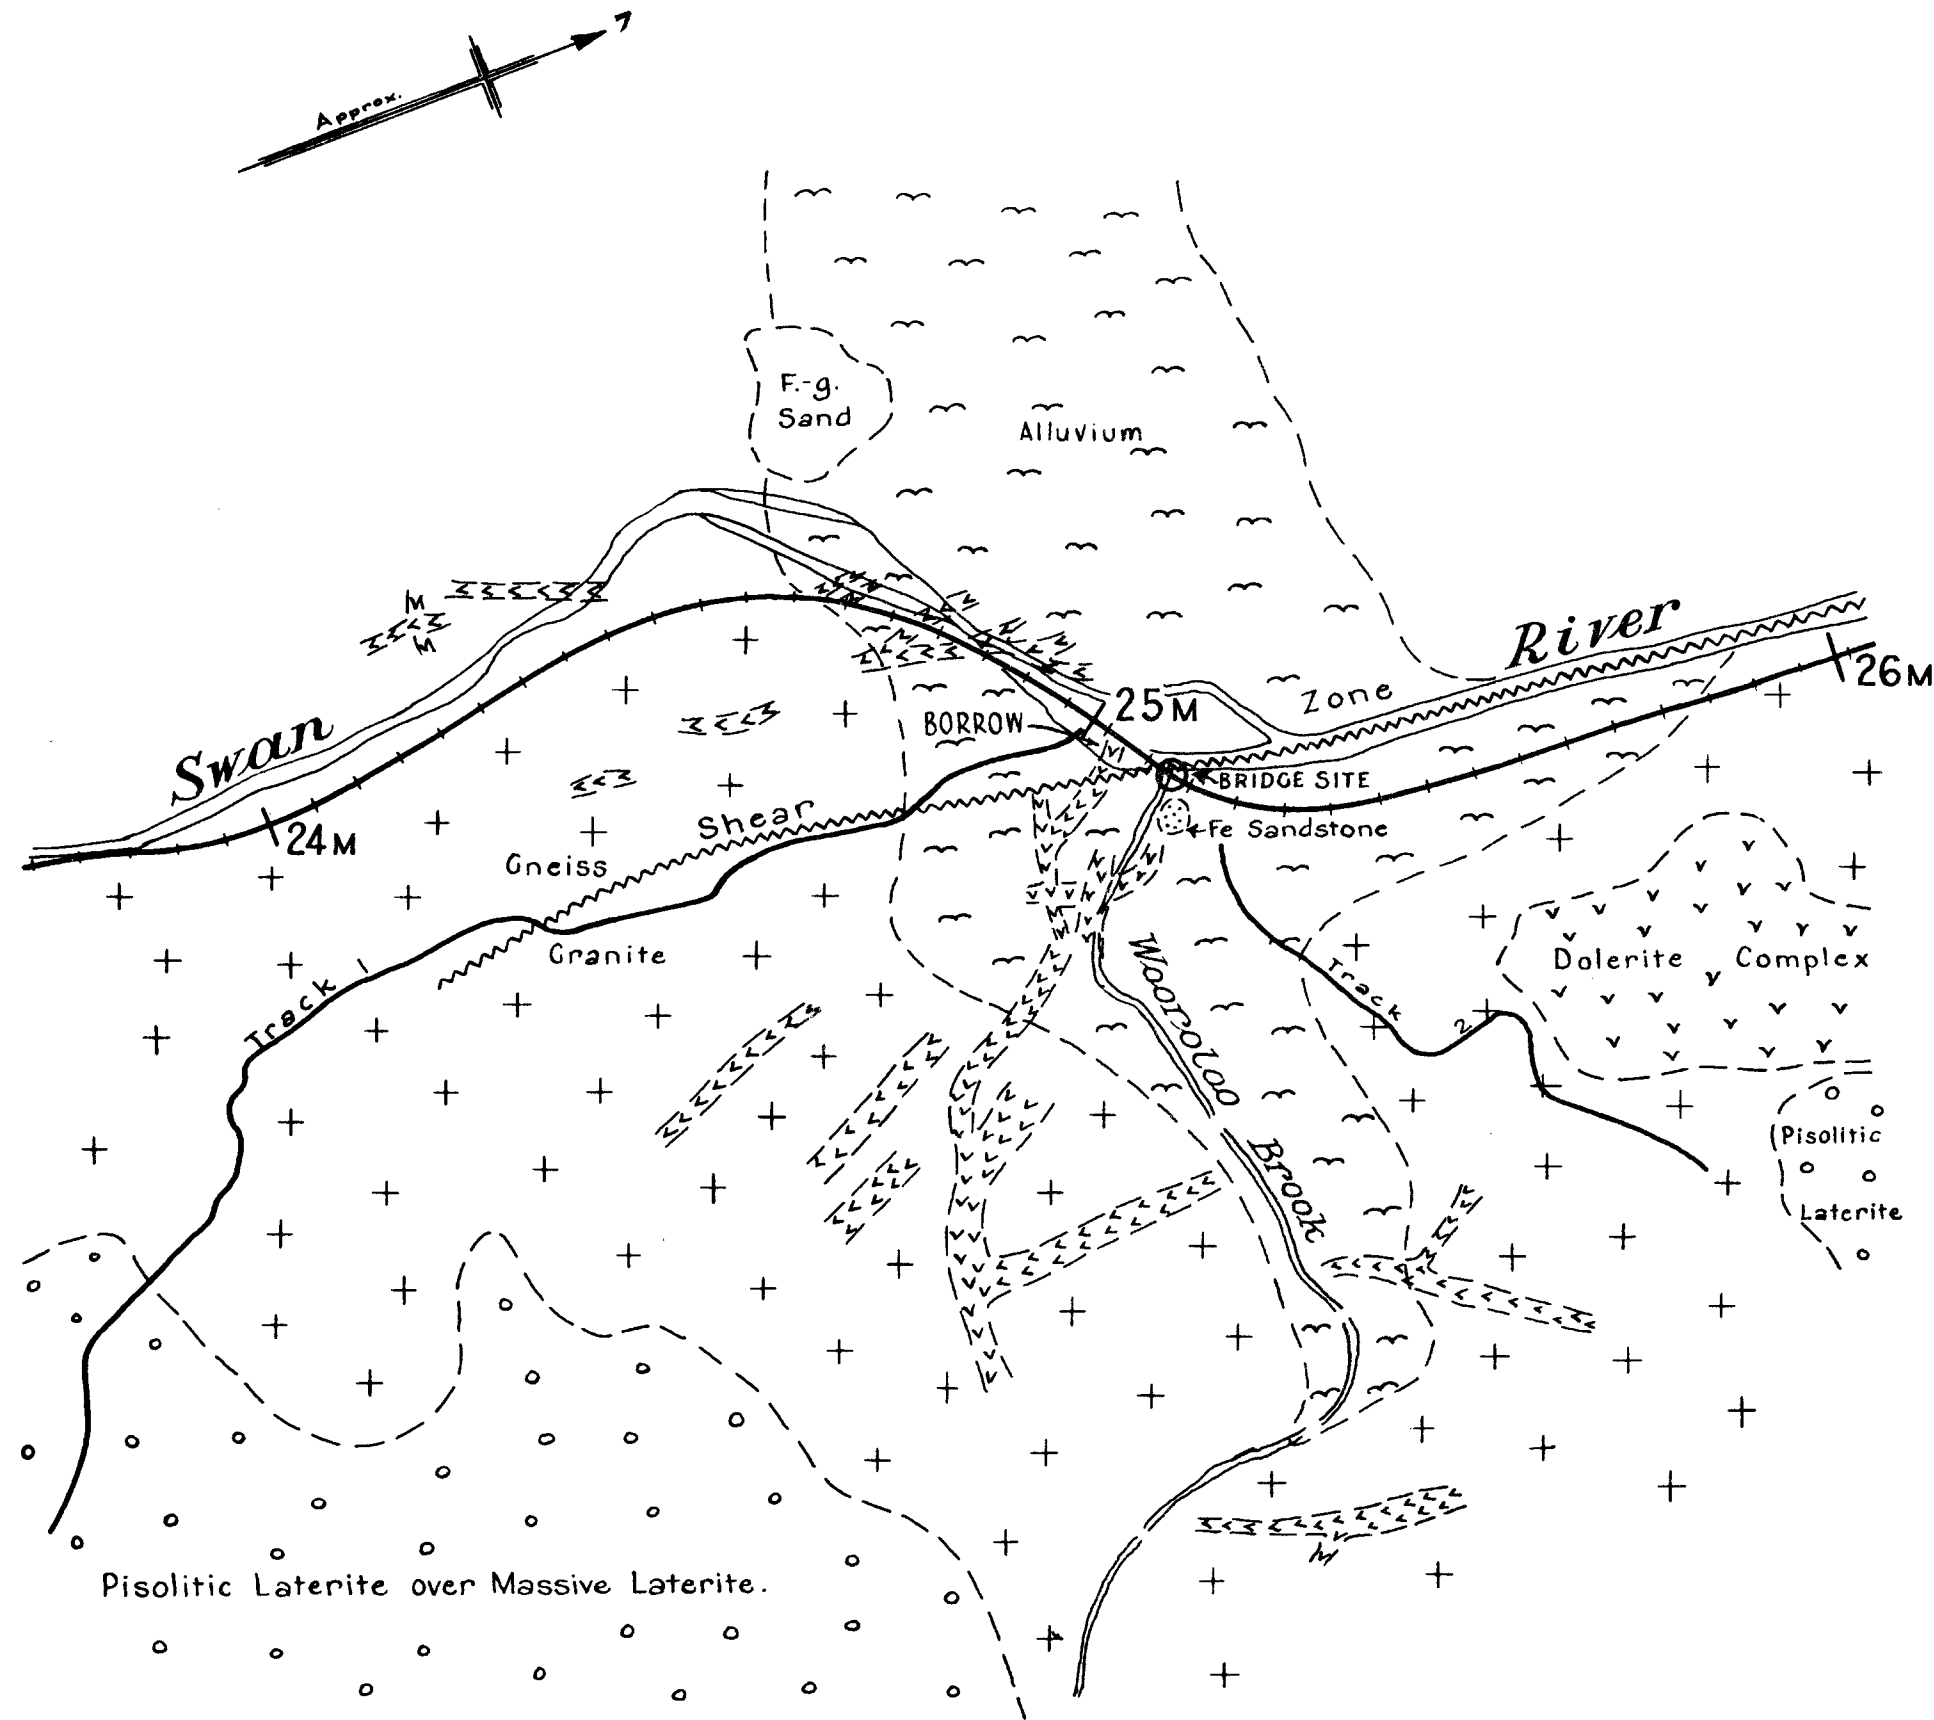 Approx.
F.-g.
Sand
Alluvium
Swan
River
Zone
25M
26M
BORROW
BRIDGE SITE
Shear
Fe Sandstone
24M
Gneiss
Granite
Track
Wooroloo
Brook
Track
2
Dolerite Complex
Pisolitic
Laterite
Pisolitic Laterite over Massive Laterite.